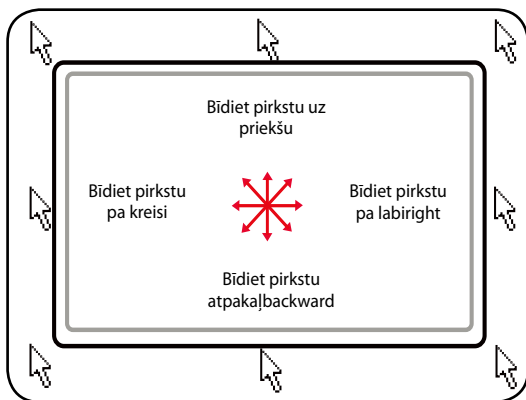 Bīdiet pirkstu uz
priekšu
Bīdiet pirkstu
pa kreisi
Bīdiet pirkstu
pa labiright
Bīdiet pirkstu
atpakaļbackward